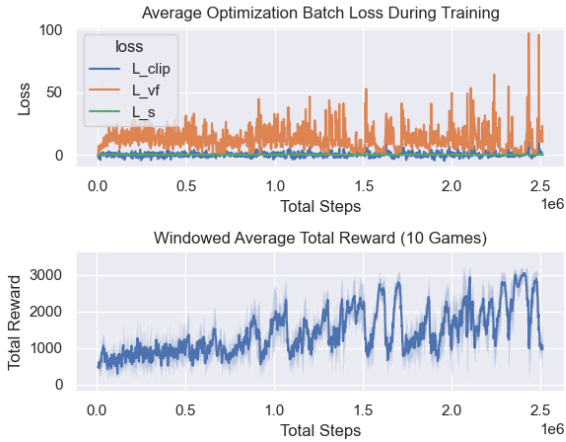 Average Optimization Batch Loss During Training
100
50
0
Loss
loss
L_clip
L_vf
L_s
0.0 0.5 1.0 1.5 2.0 2.5
1e6
Total Steps
Windowed Average Total Reward (10 Games)
3000
2000
1000
0
Total Reward
0.0 0.5 1.0 1.5 2.0 2.5
1e6
Total Steps